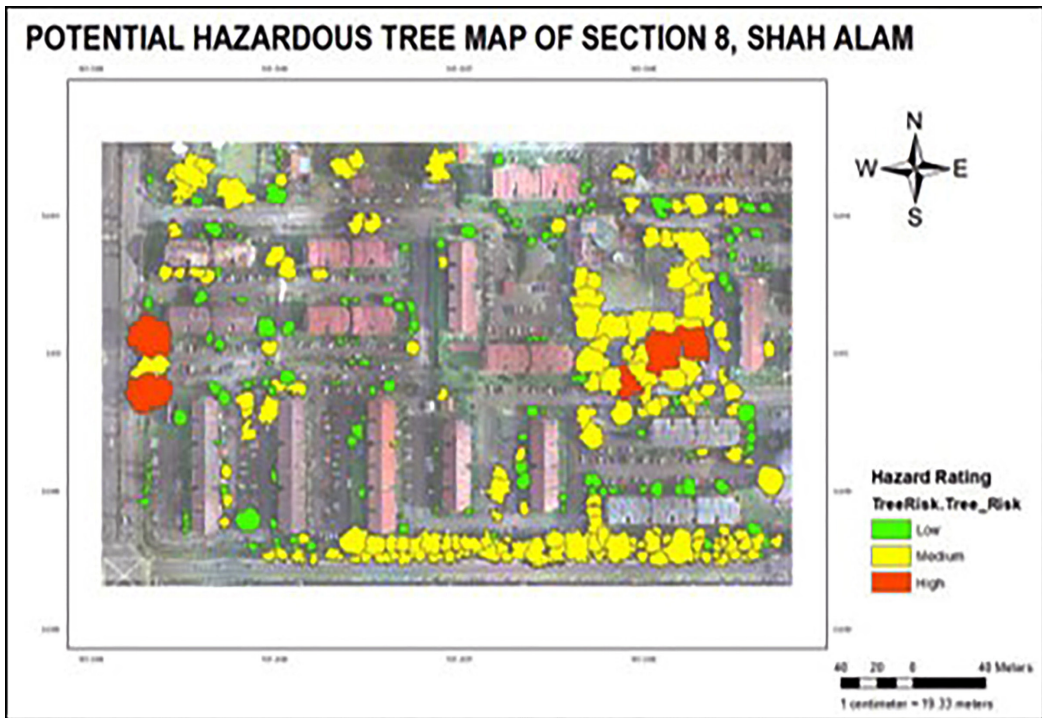 POTENTIAL HAZARDOUS TREE MAP OF SECTION 8, SHAH ALAM
N
W E
S
Hazard Rating
TreeRisk.Tree_Risk
Low
Medium
High
40 20 0 40 Meters
1 centimeter = 19.33 meters